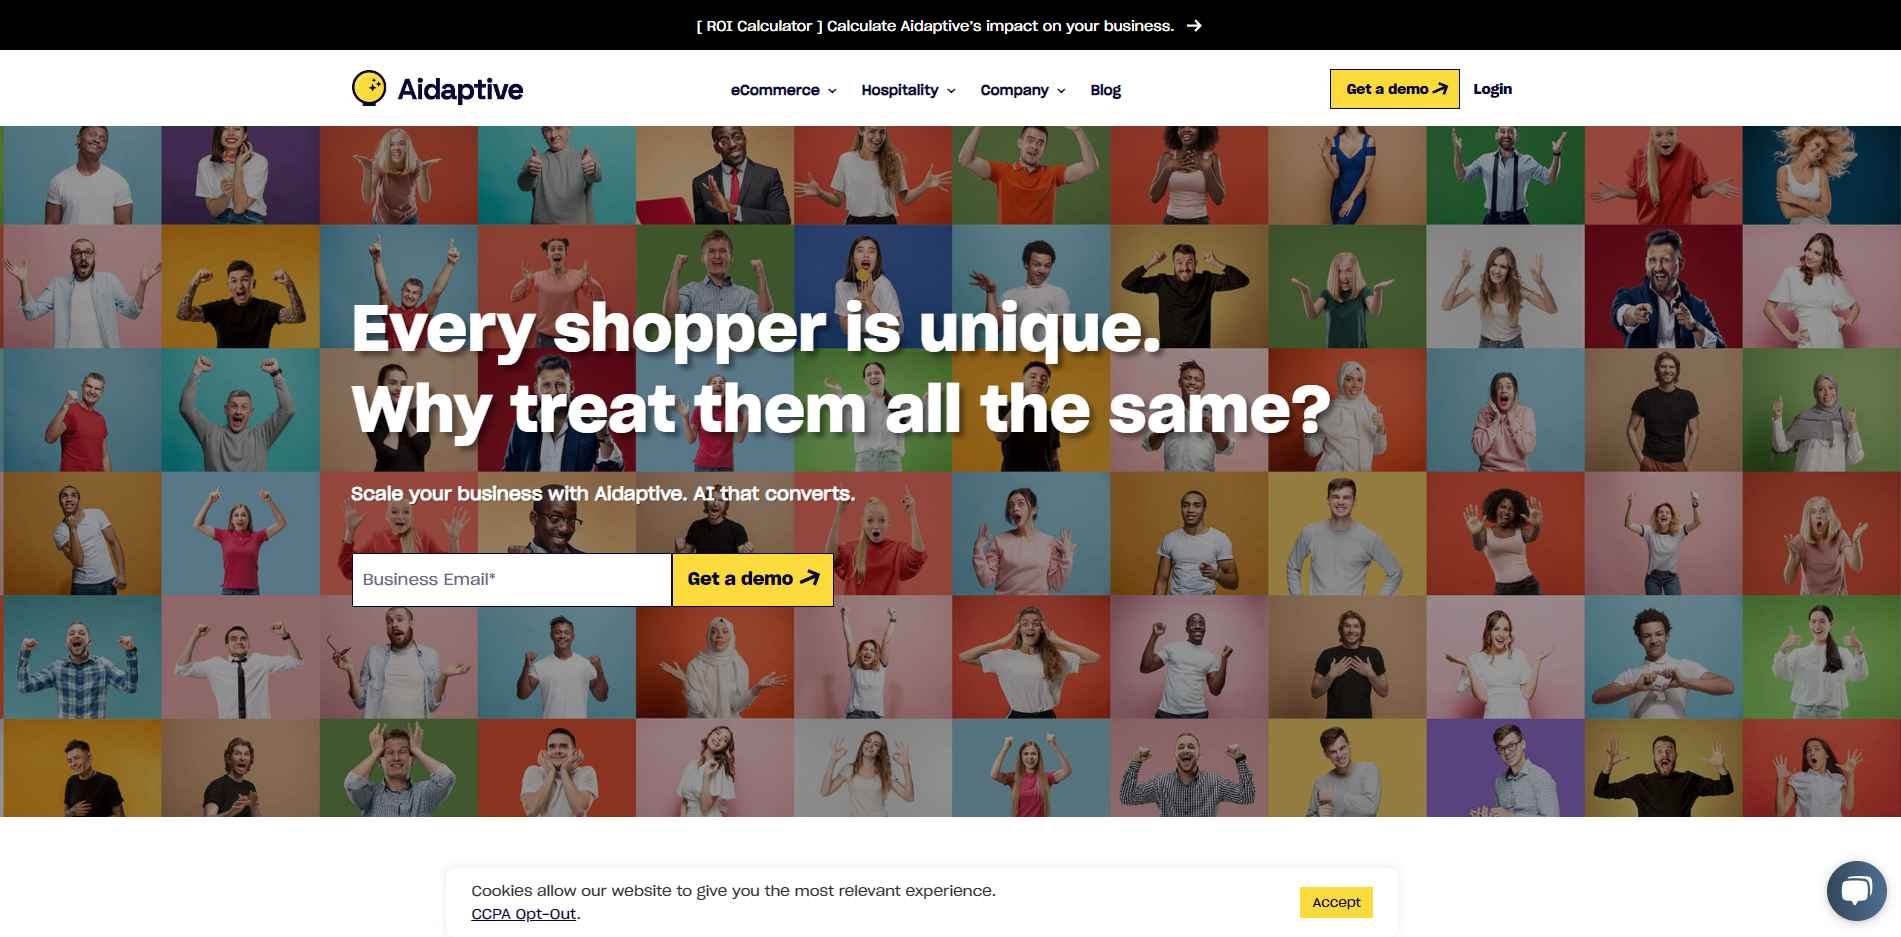 [ ROI Calculator ] Calculate Aidaptive's impact on your business. →
Aidaptive
eCommerce
Hospitality
Company
Blog
Get a demo
Login
Every shopper is unique.
Why treat them all the same?
Scale your business with Aidaptive. AI that converts.
Business Email*
Get a demo
Cookies allow our website to give you the most relevant experience.
CCPA Opt-Out.
Accept